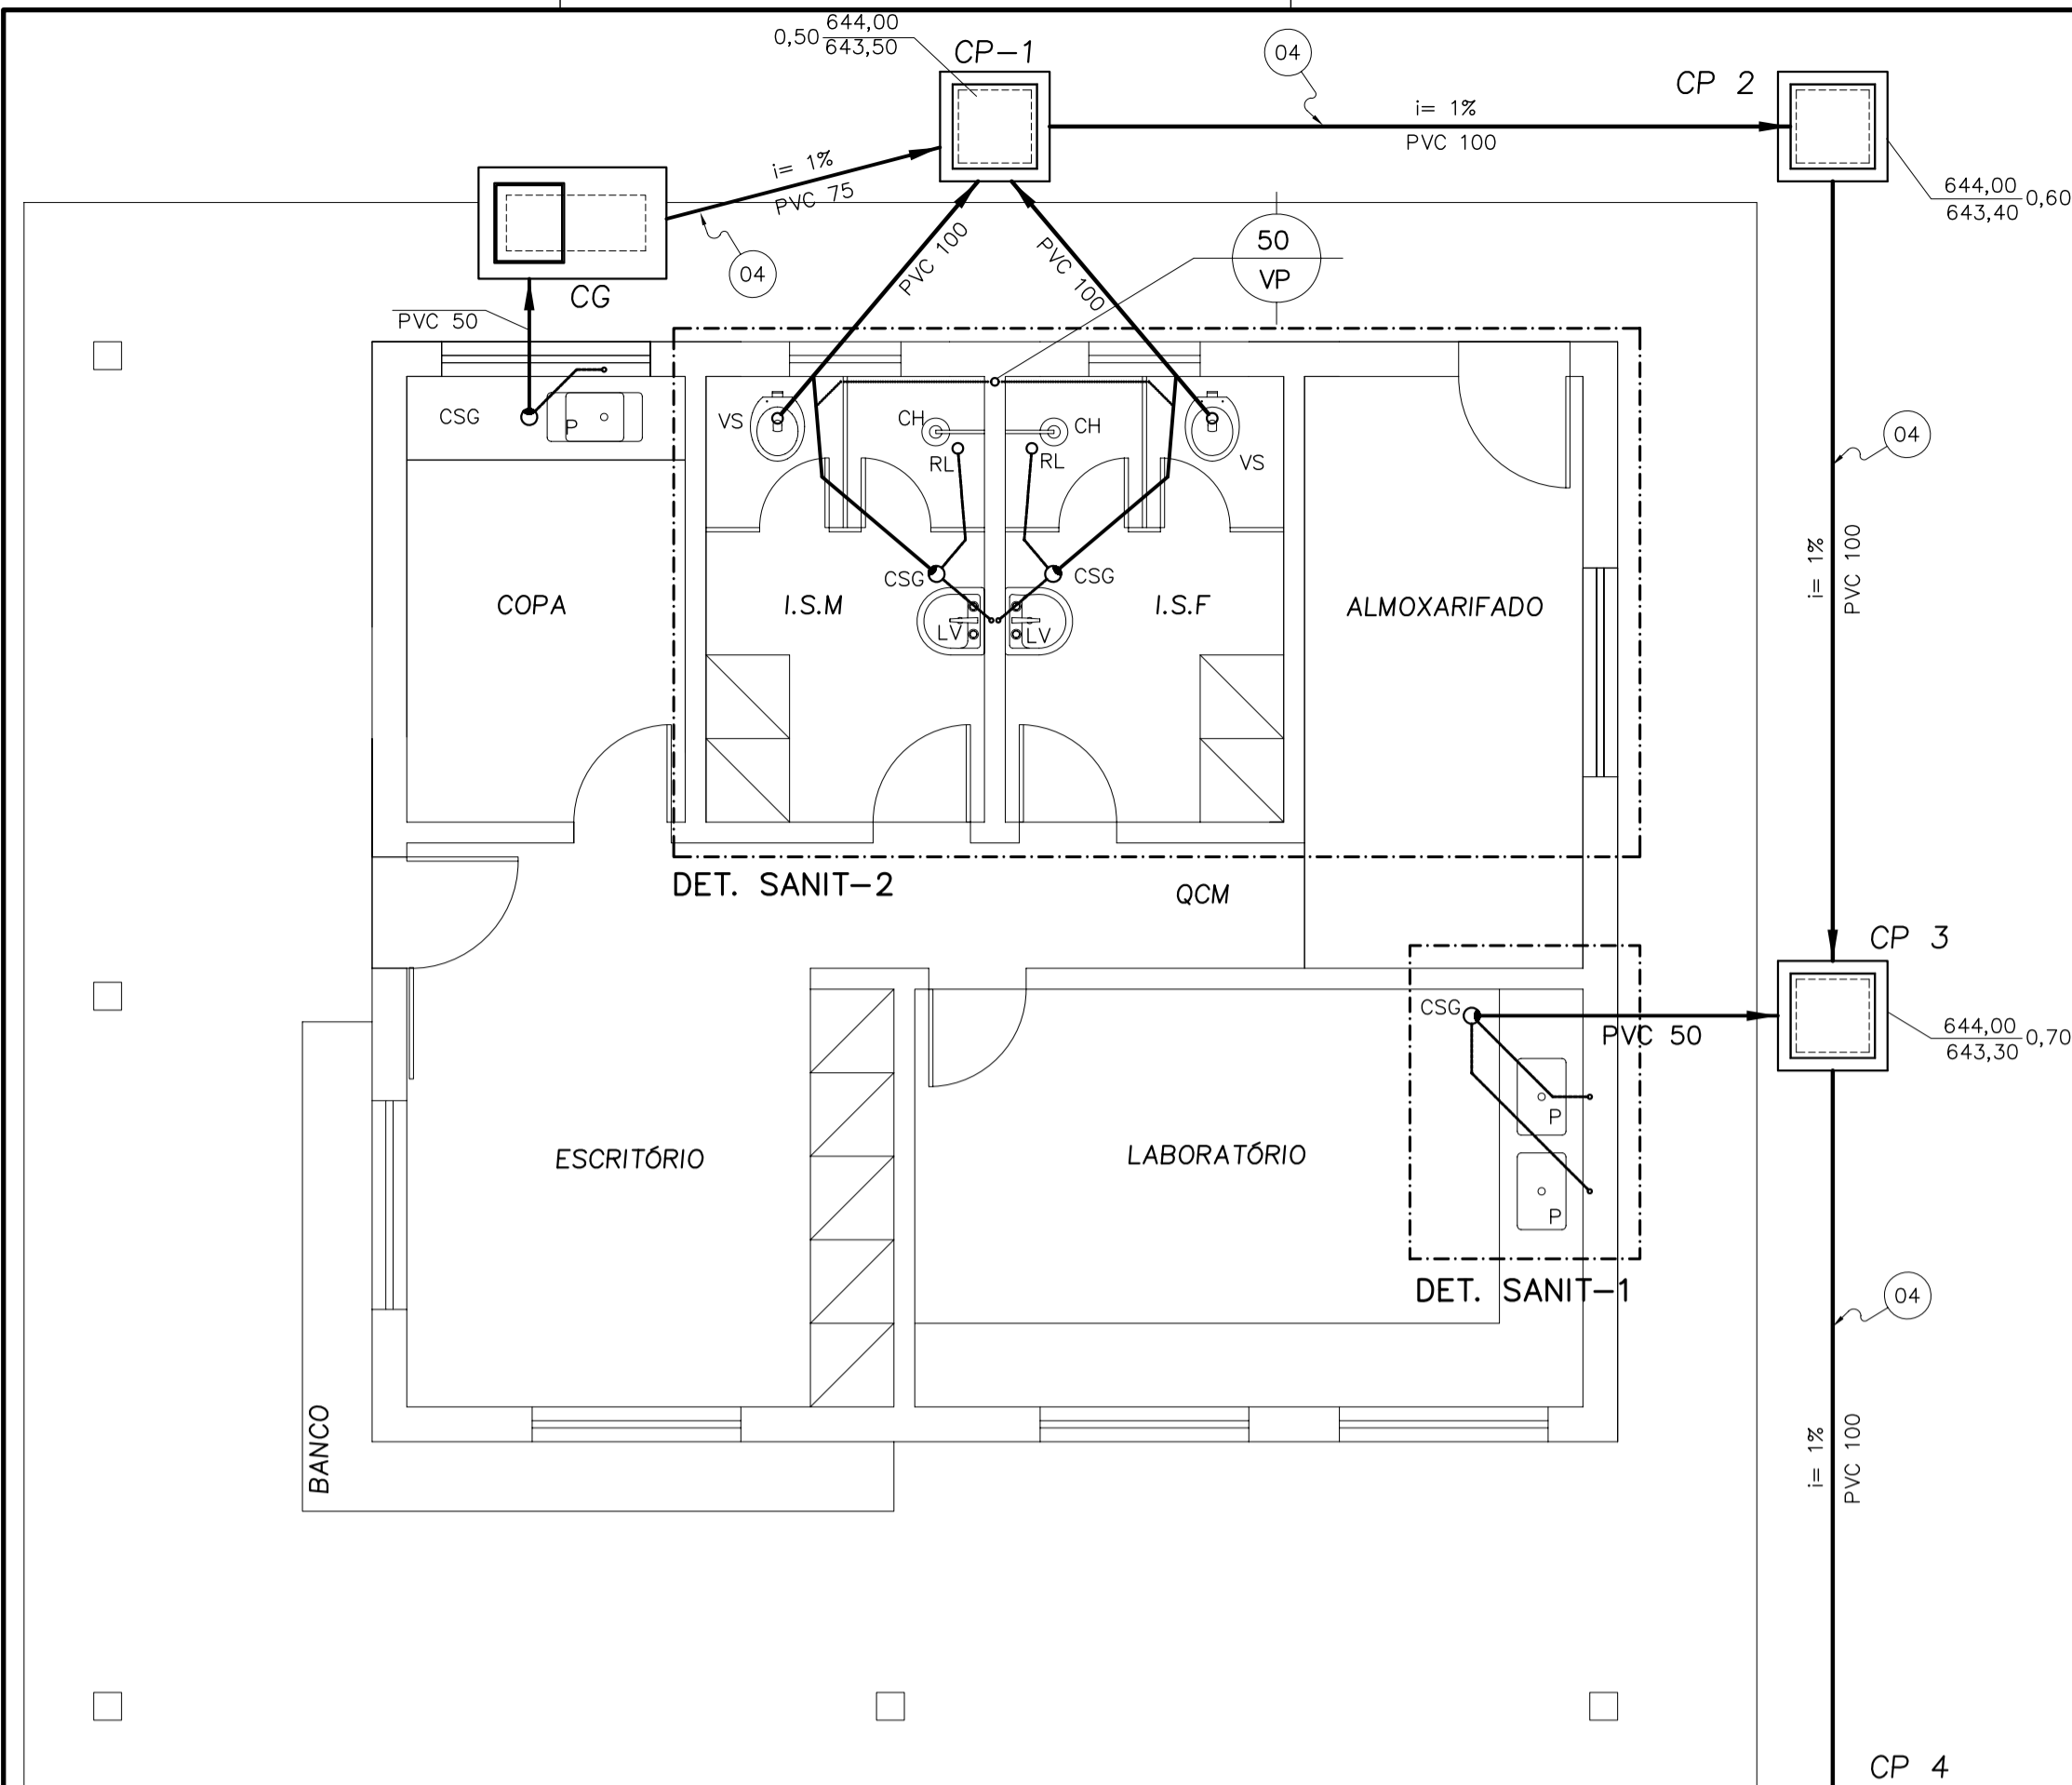 644,00
0,50
643,50
CP-1
04
CP 2
i= 1%
PVC 100
i= 1%
PVC 75
644,00
0,60
643,40
04
CG
PVC 50
PVC 100
PVC 100
50
VP
CSG
P
VS
CH
RL
CH
RL
VS
04
CSG
CSG
COPA
I.S.M
LV
LV
I.S.F
ALMOXARIFADO
i= 1%
PVC 100
DET. SANIT-2
QCM
CP 3
CSG
PVC 50
644,00
0,70
643,30
P
ESCRITÓRIO
LABORATÓRIO
P
DET. SANIT-1
04
BANCO
i= 1%
PVC 100
CP 4